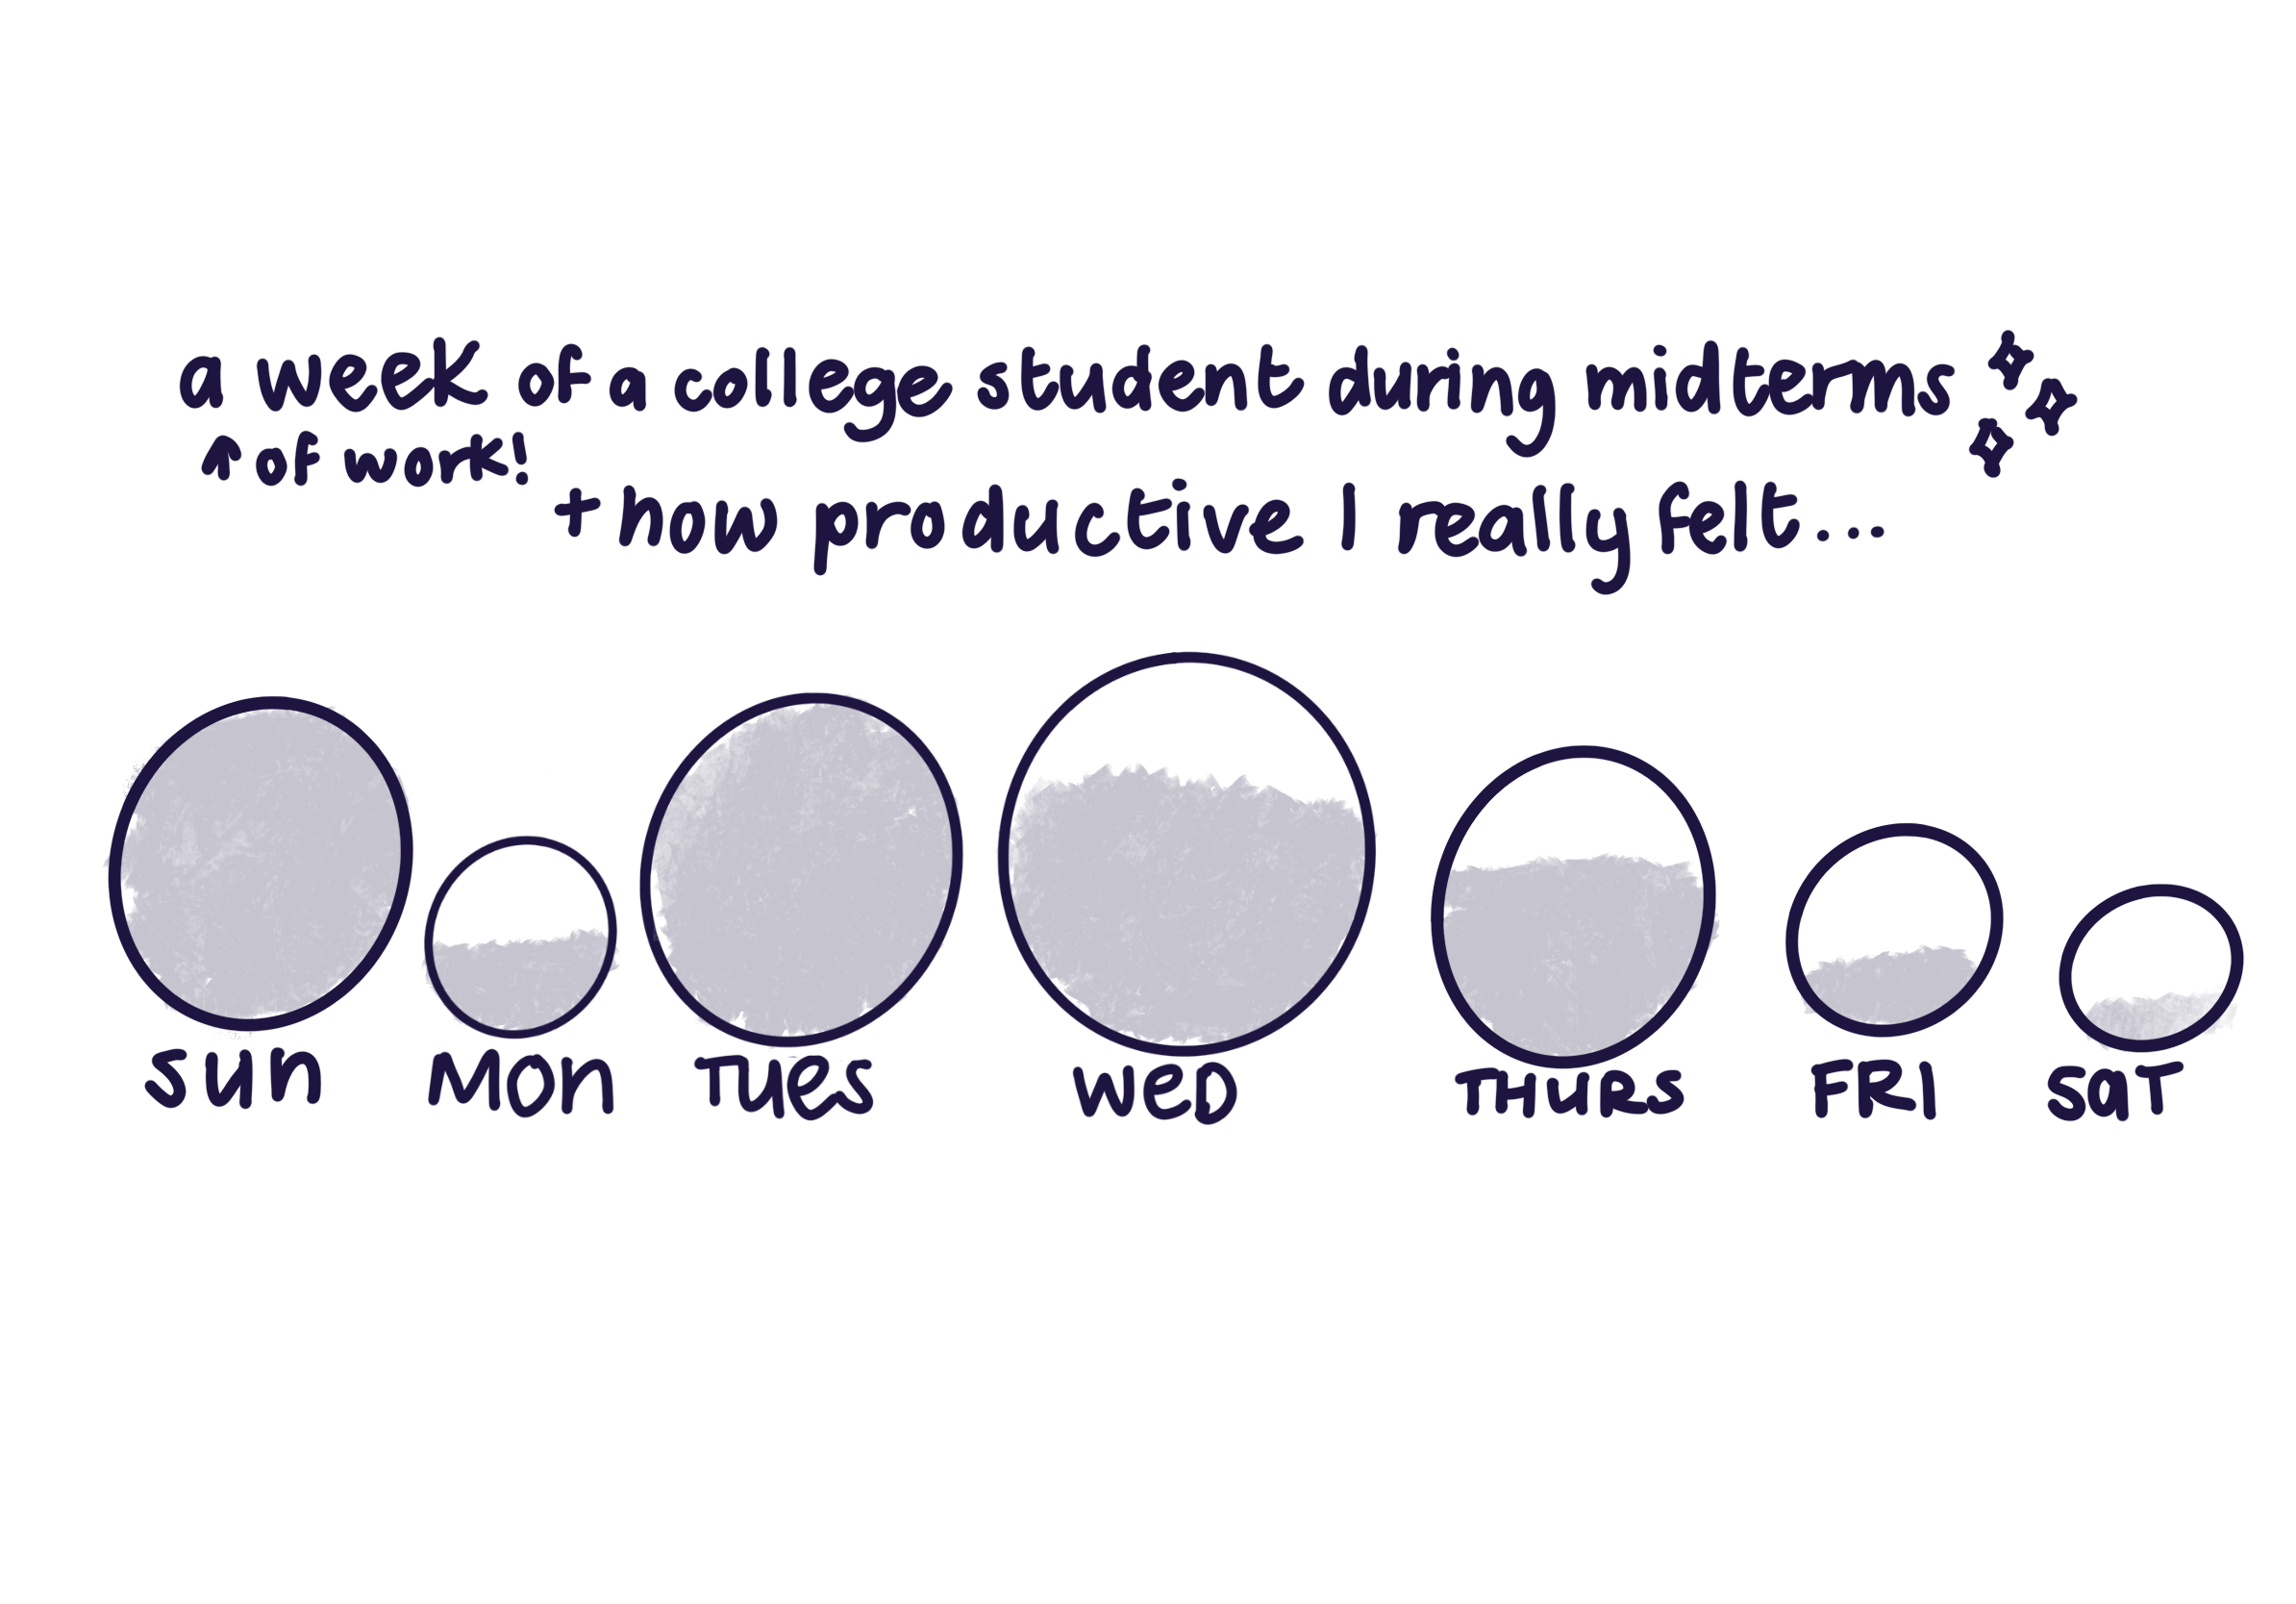 a week of a college student during midterms
↑ of work!
+ how productive I really felt...
sun Mon Tues Wed THURS FRI SaT